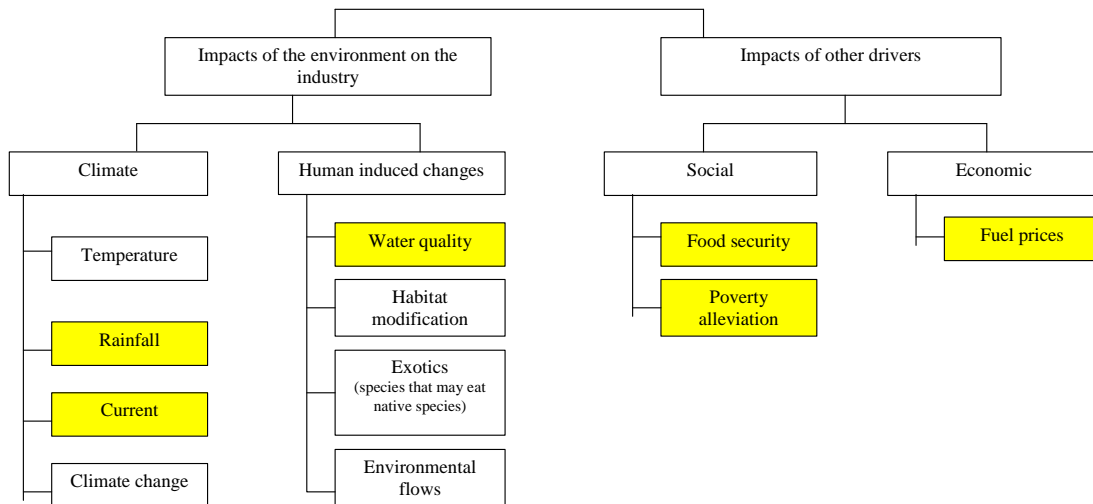 Impacts of the environment on the
industry
Impacts of other drivers
Climate
Human induced changes
Social
Economic
Temperature
Rainfall
Current
Climate change
Water quality
Habitat
modification
Exotics
(species that may eat
native species)
Environmental
flows
Food security
Poverty
alleviation
Fuel prices